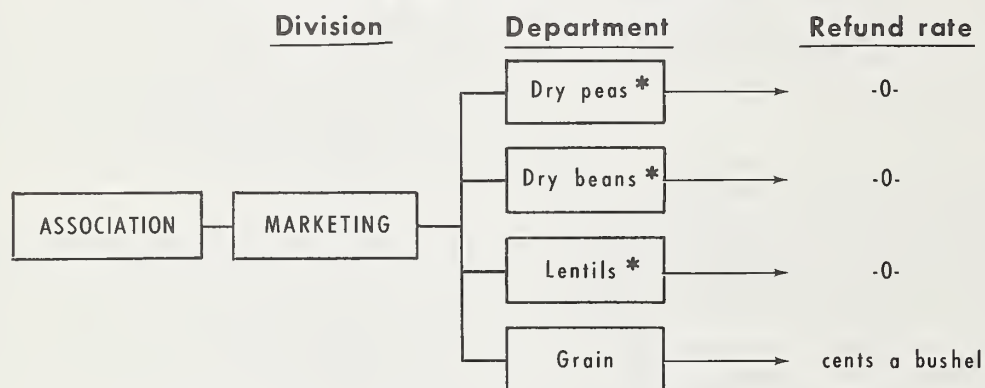 Division Department Refund rate
Dry peas * -0-
Dry beans * -0-
ASSOCIATION MARKETING
Lentils * -0-
Grain cents a bushel